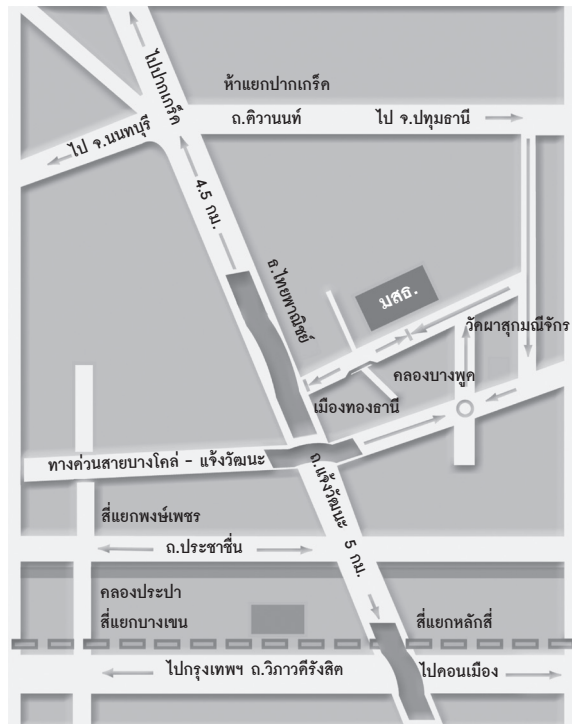 ไปปากเกร็ด
ห้าแยกปากเกร็ด
ถ.ติวานนท์
ไป จ.ปทุมธานี
ไป จ.นนทบุรี
4.5 กม.
ธ.ไทยพาณิชย์
มสธ.
วัดผาสุกมณีจักร
คลองบางพูด
เมืองทองธานี
ทางด่วนสายบางโคล่ - แจ้งวัฒนะ
ถ.แจ้งวัฒนะ 5 กม.
สี่แยกพงษ์เพชร
ถ.ประชาชื่น
คลองประปา
สี่แยกบางเขน
สี่แยกหลักสี่
ไปกรุงเทพฯ ถ.วิภาวดีรังสิต
ไปดอนเมือง